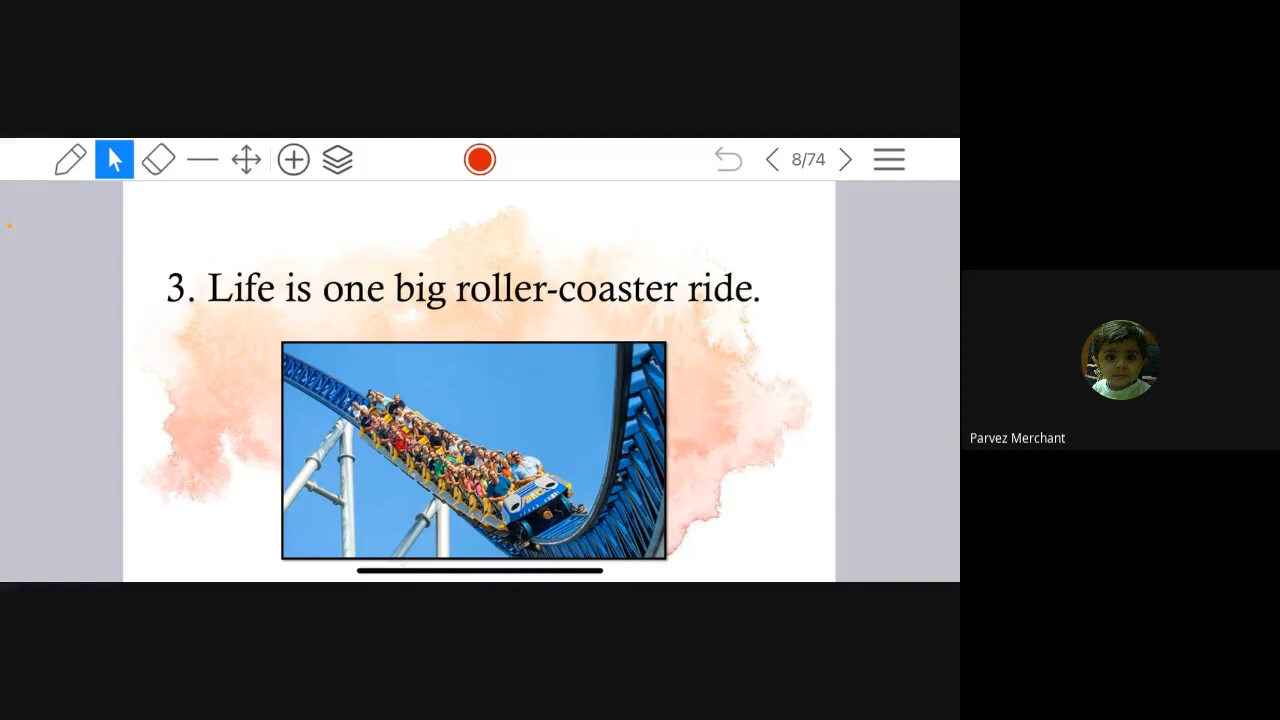 8/74
3. Life is one big roller-coaster ride.
Parvez Merchant